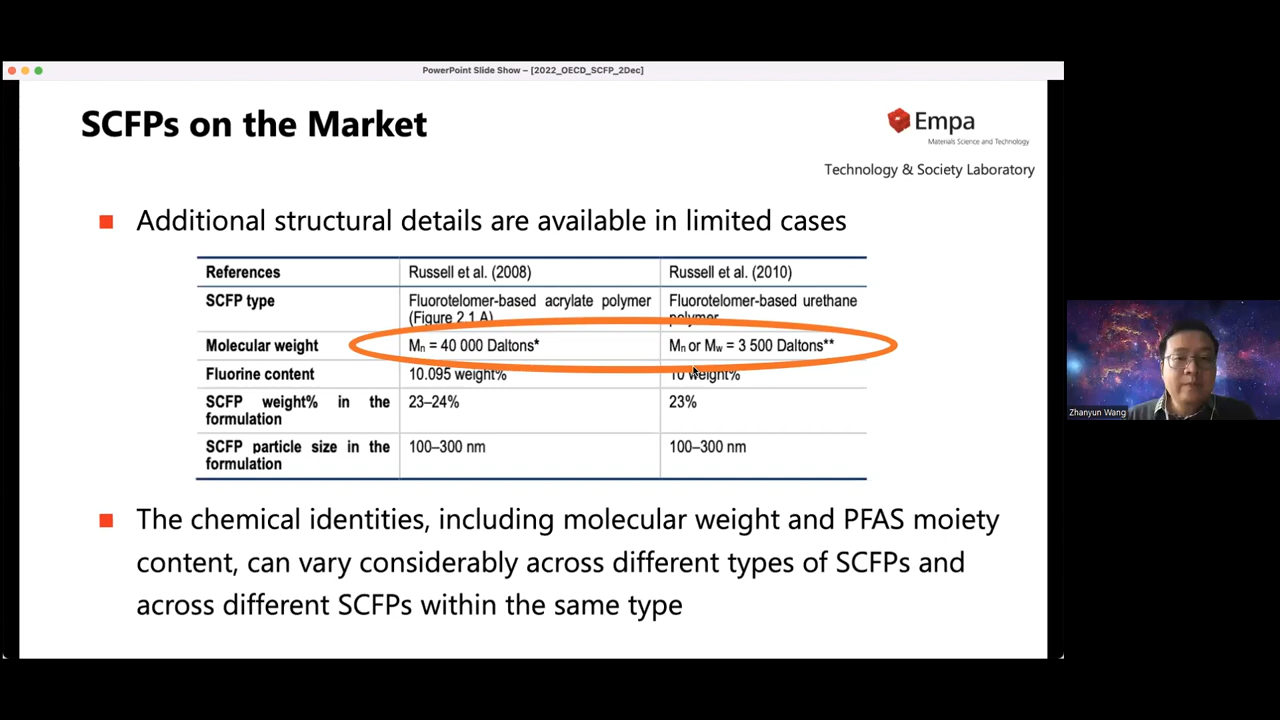 PowerPoint Slide Show – [2022_OECD_SCFP_2Dec]
SCFPs on the Market
Empa
Materials Science and Technology
Technology & Society Laboratory
Additional structural details are available in limited cases
References Russell et al. (2008) Russell et al. (2010)
SCFP type Fluorotelomer-based acrylate polymer Fluorotelomer-based urethane
(Figure 2.1 A) polymer
Molecular weight Mn = 40 000 Daltons* Mn or Mw = 3 500 Daltons**
Fluorine content 10.095 weight% 10 weight%
SCFP weight% in the 23–24% 23%
formulation
SCFP particle size in the 100–300 nm 100–300 nm
formulation
The chemical identities, including molecular weight and PFAS moiety
content, can vary considerably across different types of SCFPs and
across different SCFPs within the same type
Zhanyun Wang